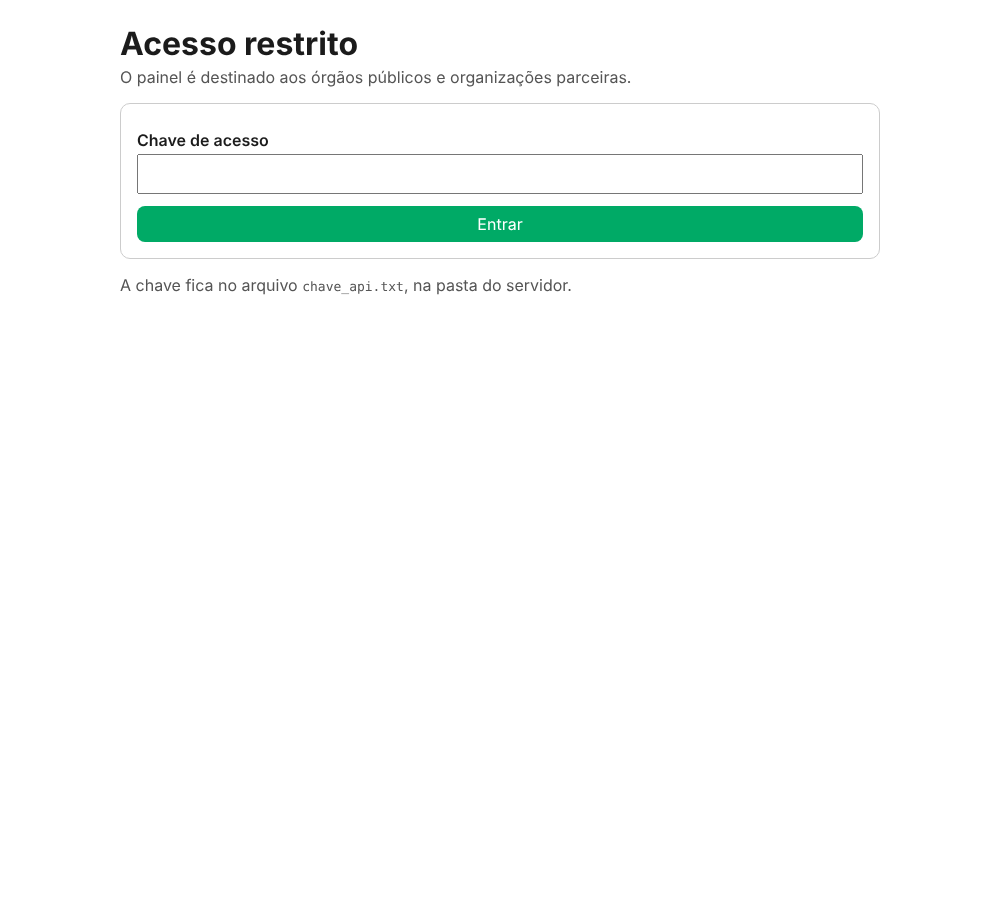 Acesso restrito
O painel é destinado aos órgãos públicos e organizações parceiras.
Chave de acesso
Entrar
A chave fica no arquivo chave_api.txt, na pasta do servidor.